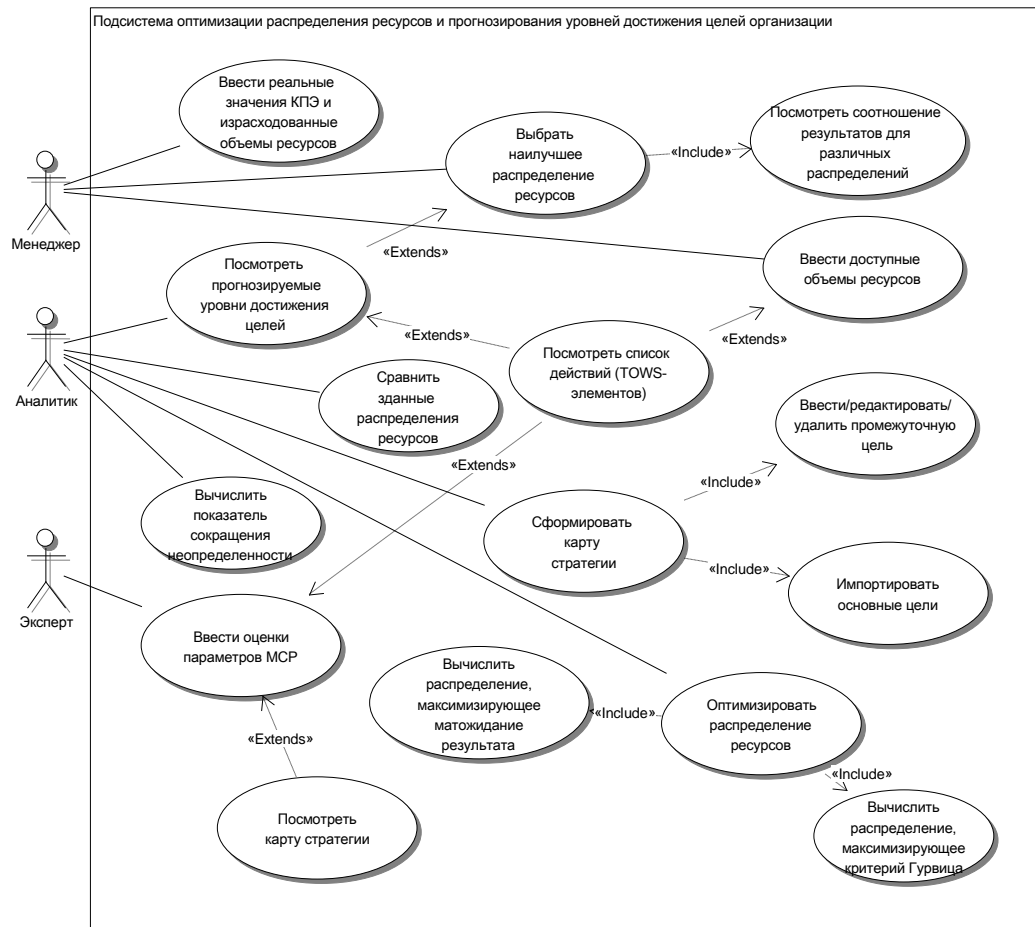 Подсистема оптимизации распределения ресурсов и прогнозирования уровней достижения целей организации
Ввести реальные
значения КПЭ и
израсходованные
объемы ресурсов
Выбрать
наилучшее
распределение
ресурсов
«Include»
Посмотреть соотношение
результатов для
различных
распределений
Менеджер
«Extends»
Ввести доступные
объемы ресурсов
Посмотреть
прогнозируемые
уровни достижения
целей
«Extends»
«Extends»
Посмотреть список
действий (TOWS-
элементов)
Аналитик
Сравнить
зданные
распределения
ресурсов
Ввести/редактировать/
удалить промежуточную
цель
«Extends»
«Include»
Вычислить
показатель
сокращения
неопределенности
Сформировать
карту
стратегии
«Include»
Импортировать
основные цели
Эксперт
Ввести оценки
параметров МСР
Вычислить
распределение,
максимизирующее
матожидание
результата
«Include»
Оптимизировать
распределение
ресурсов
«Extends»
«Include»
Посмотреть
карту стратегии
Вычислить
распределение,
максимизирующее
критерий Гурвица